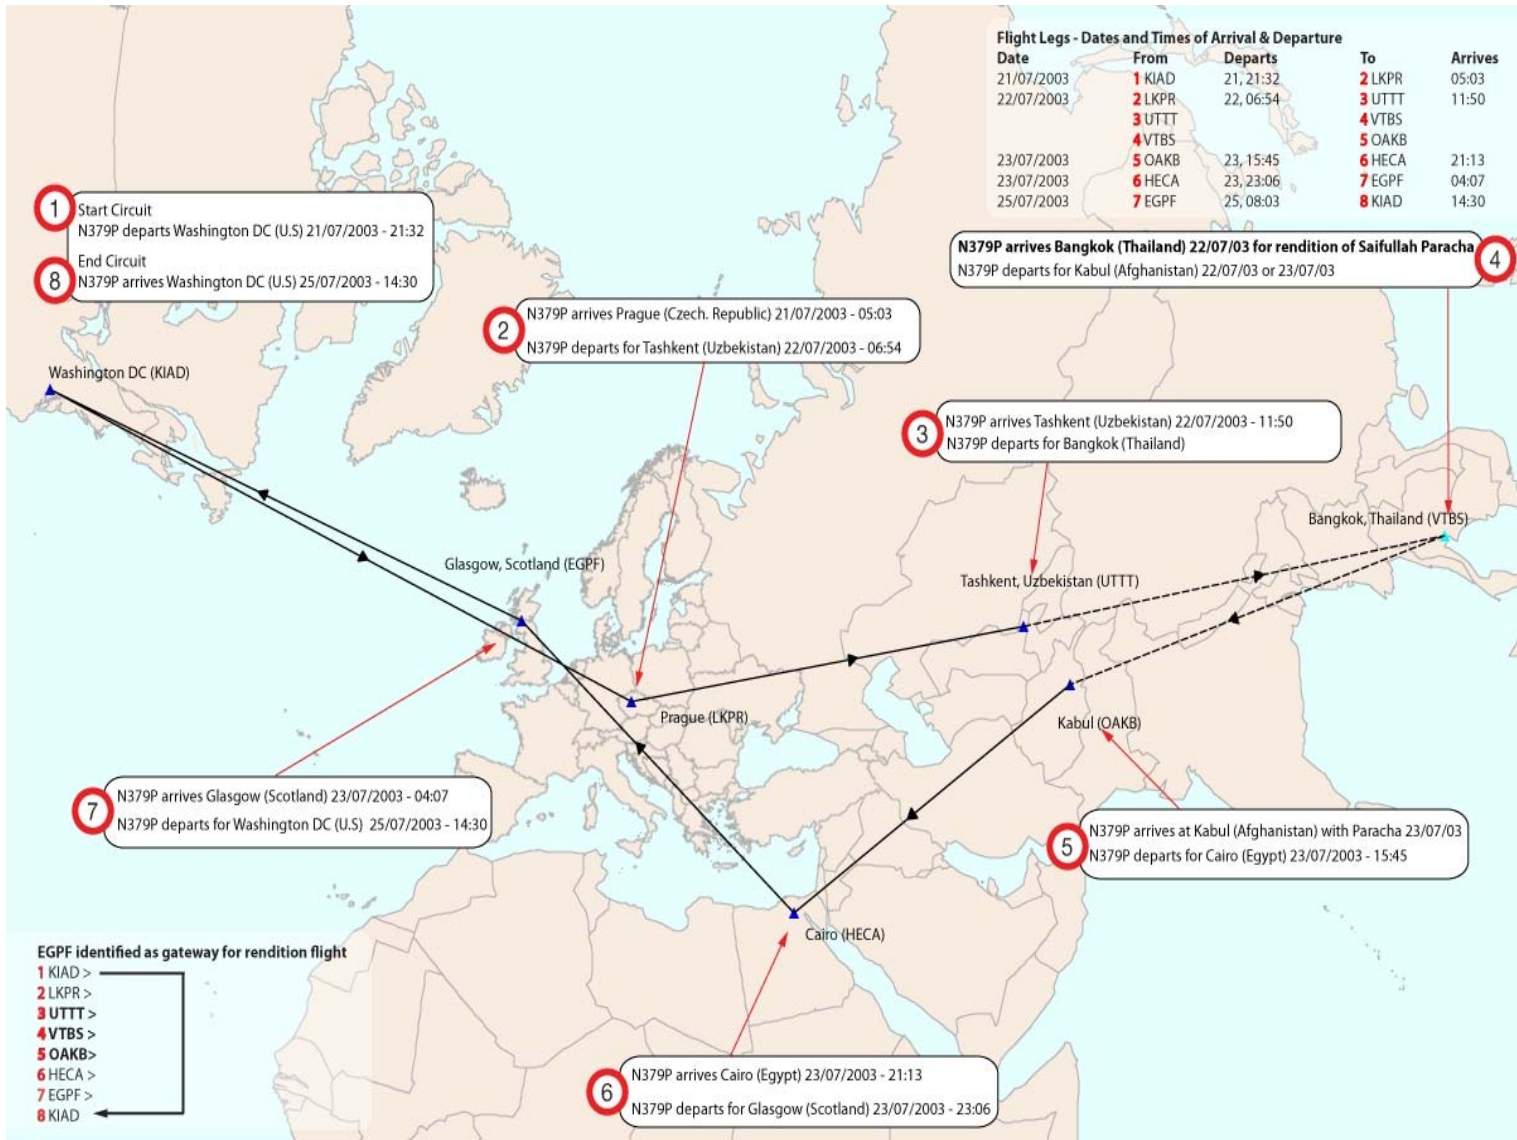 Flight Legs - Dates and Times of Arrival & Departure
Date From Departs To Arrives
21/07/2003 1 KIAD 21, 21:32 2 LKPR 05:03
22/07/2003 2 LKPR 22, 06:54 3 UTTT 11:50
3 UTTT 4 VTBS
4 VTBS 5 OAKB
23/07/2003 5 OAKB 23, 15:45 6 HECA 21:13
23/07/2003 6 HECA 23, 23:06 7 EGPF 04:07
25/07/2003 7 EGPF 25, 08:03 8 KIAD 14:30
1
Start Circuit
N379P departs Washington DC (U.S) 21/07/2003 - 21:32
End Circuit
8
N379P arrives Washington DC (U.S) 25/07/2003 - 14:30
N379P arrives Bangkok (Thailand) 22/07/03 for rendition of Saifullah Paracha
N379P departs for Kabul (Afghanistan) 22/07/03 or 23/07/03
4
2
N379P arrives Prague (Czech. Republic) 21/07/2003 - 05:03
N379P departs for Tashkent (Uzbekistan) 22/07/2003 - 06:54
Washington DC (KIAD)
3
N379P arrives Tashkent (Uzbekistan) 22/07/2003 - 11:50
N379P departs for Bangkok (Thailand)
Bangkok, Thailand (VTBS)
Glasgow, Scotland (EGPF)
Tashkent, Uzbekistan (UTTT)
Prague (LKPR)
Kabul (OAKB)
7
N379P arrives Glasgow (Scotland) 23/07/2003 - 04:07
N379P departs for Washington DC (U.S) 25/07/2003 - 14:30
5
N379P arrives at Kabul (Afghanistan) with Paracha 23/07/03
N379P departs for Cairo (Egypt) 23/07/2003 - 15:45
Cairo (HECA)
EGPF identified as gateway for rendition flight
1 KIAD >
2 LKPR >
3 UTTT >
4 VTBS >
5 OAKB>
6 HECA >
7 EGPF >
8 KIAD
6
N379P arrives Cairo (Egypt) 23/07/2003 - 21:13
N379P departs for Glasgow (Scotland) 23/07/2003 - 23:06